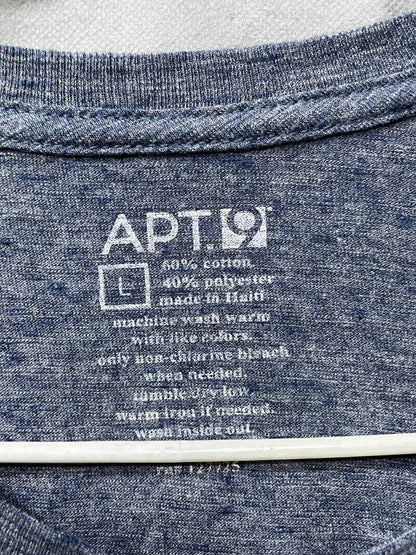 APT. 9
L
60% cotton
40% polyester
made in Haiti
machine wash warm
with like colors.
only non-chlorine bleach
when needed.
tumble dry low.
warm iron if needed.
wash inside out.